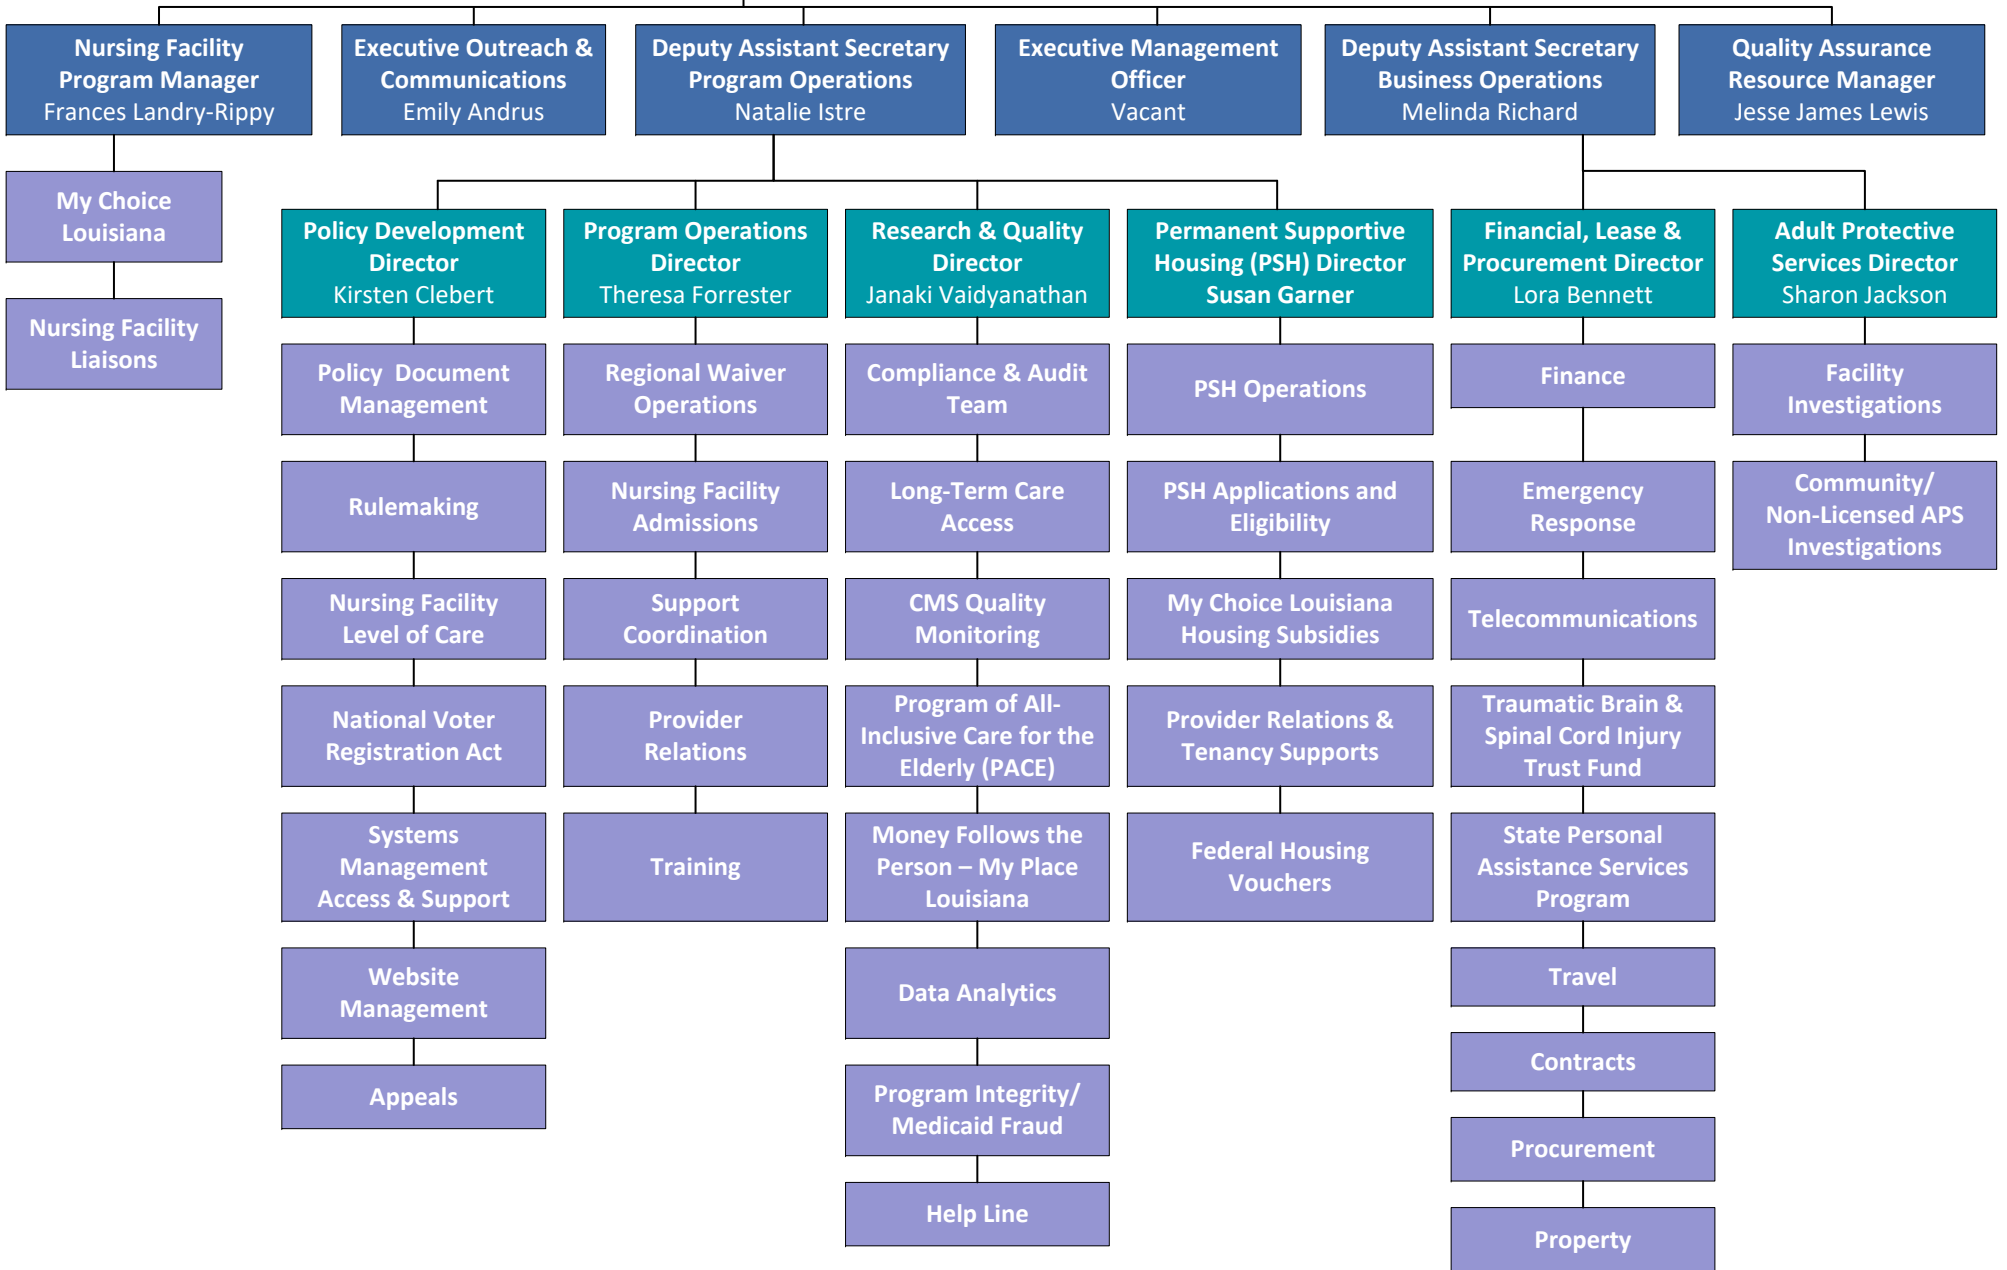 Nursing Facility
Program Manager
Frances Landry-Rippy
Executive Outreach &
Communications
Emily Andrus
Deputy Assistant Secretary
Program Operations
Natalie Istre
Executive Management
Officer
Vacant
Deputy Assistant Secretary
Business Operations
Melinda Richard
Quality Assurance
Resource Manager
Jesse James Lewis
My Choice
Louisiana
Nursing Facility
Liaisons
Policy Development
Director
Kirsten Clebert
Policy Document
Management
Rulemaking
Nursing Facility
Level of Care
National Voter
Registration Act
Systems
Management
Access & Support
Website
Management
Appeals
Program Operations
Director
Theresa Forrester
Regional Waiver
Operations
Nursing Facility
Admissions
Support
Coordination
Provider
Relations
Training
Research & Quality
Director
Janaki Vaidyanathan
Compliance & Audit
Team
Long-Term Care
Access
CMS Quality
Monitoring
Program of All-
Inclusive Care for the
Elderly (PACE)
Money Follows the
Person – My Place
Louisiana
Data Analytics
Program Integrity/
Medicaid Fraud
Help Line
Permanent Supportive
Housing (PSH) Director
Susan Garner
PSH Operations
PSH Applications and
Eligibility
My Choice Louisiana
Housing Subsidies
Provider Relations &
Tenancy Supports
Federal Housing
Vouchers
Financial, Lease &
Procurement Director
Lora Bennett
Finance
Emergency
Response
Telecommunications
Traumatic Brain &
Spinal Cord Injury
Trust Fund
State Personal
Assistance Services
Program
Travel
Contracts
Procurement
Property
Adult Protective
Services Director
Sharon Jackson
Facility
Investigations
Community/
Non-Licensed APS
Investigations